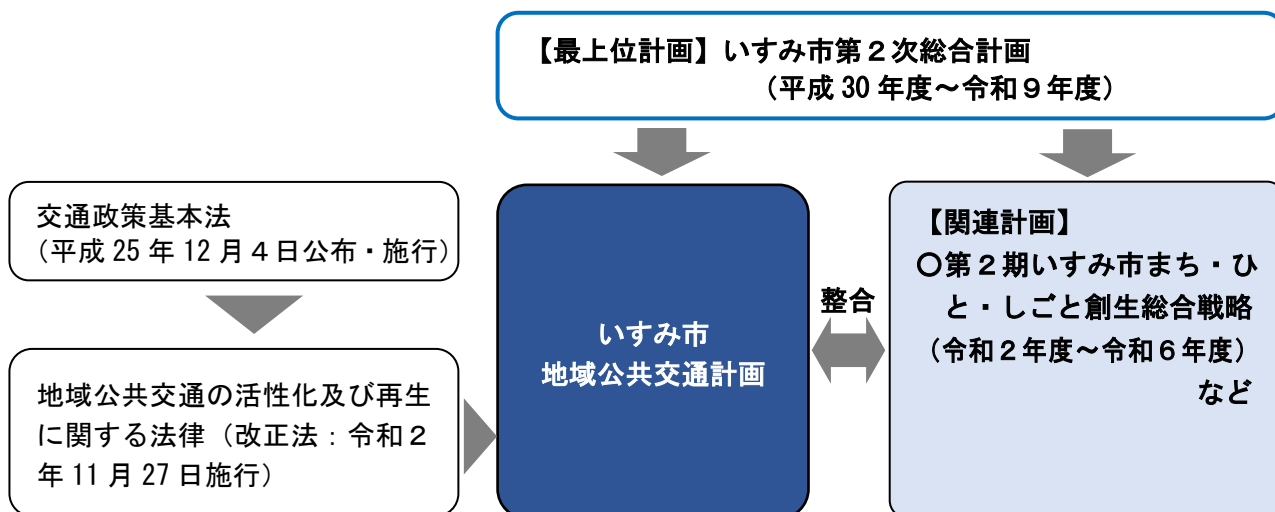 【最上位計画】いすみ市第２次総合計画
（平成 30 年度～令和９年度）
交通政策基本法
（平成 25 年 12 月４日公布・施行）
地域公共交通の活性化及び再生
に関する法律（改正法：令和２
年 11 月 27 日施行）
いすみ市
地域公共交通計画
整合
【関連計画】
〇第２期いすみ市まち・ひ
と・しごと創生総合戦略
（令和２年度～令和６年度）
など